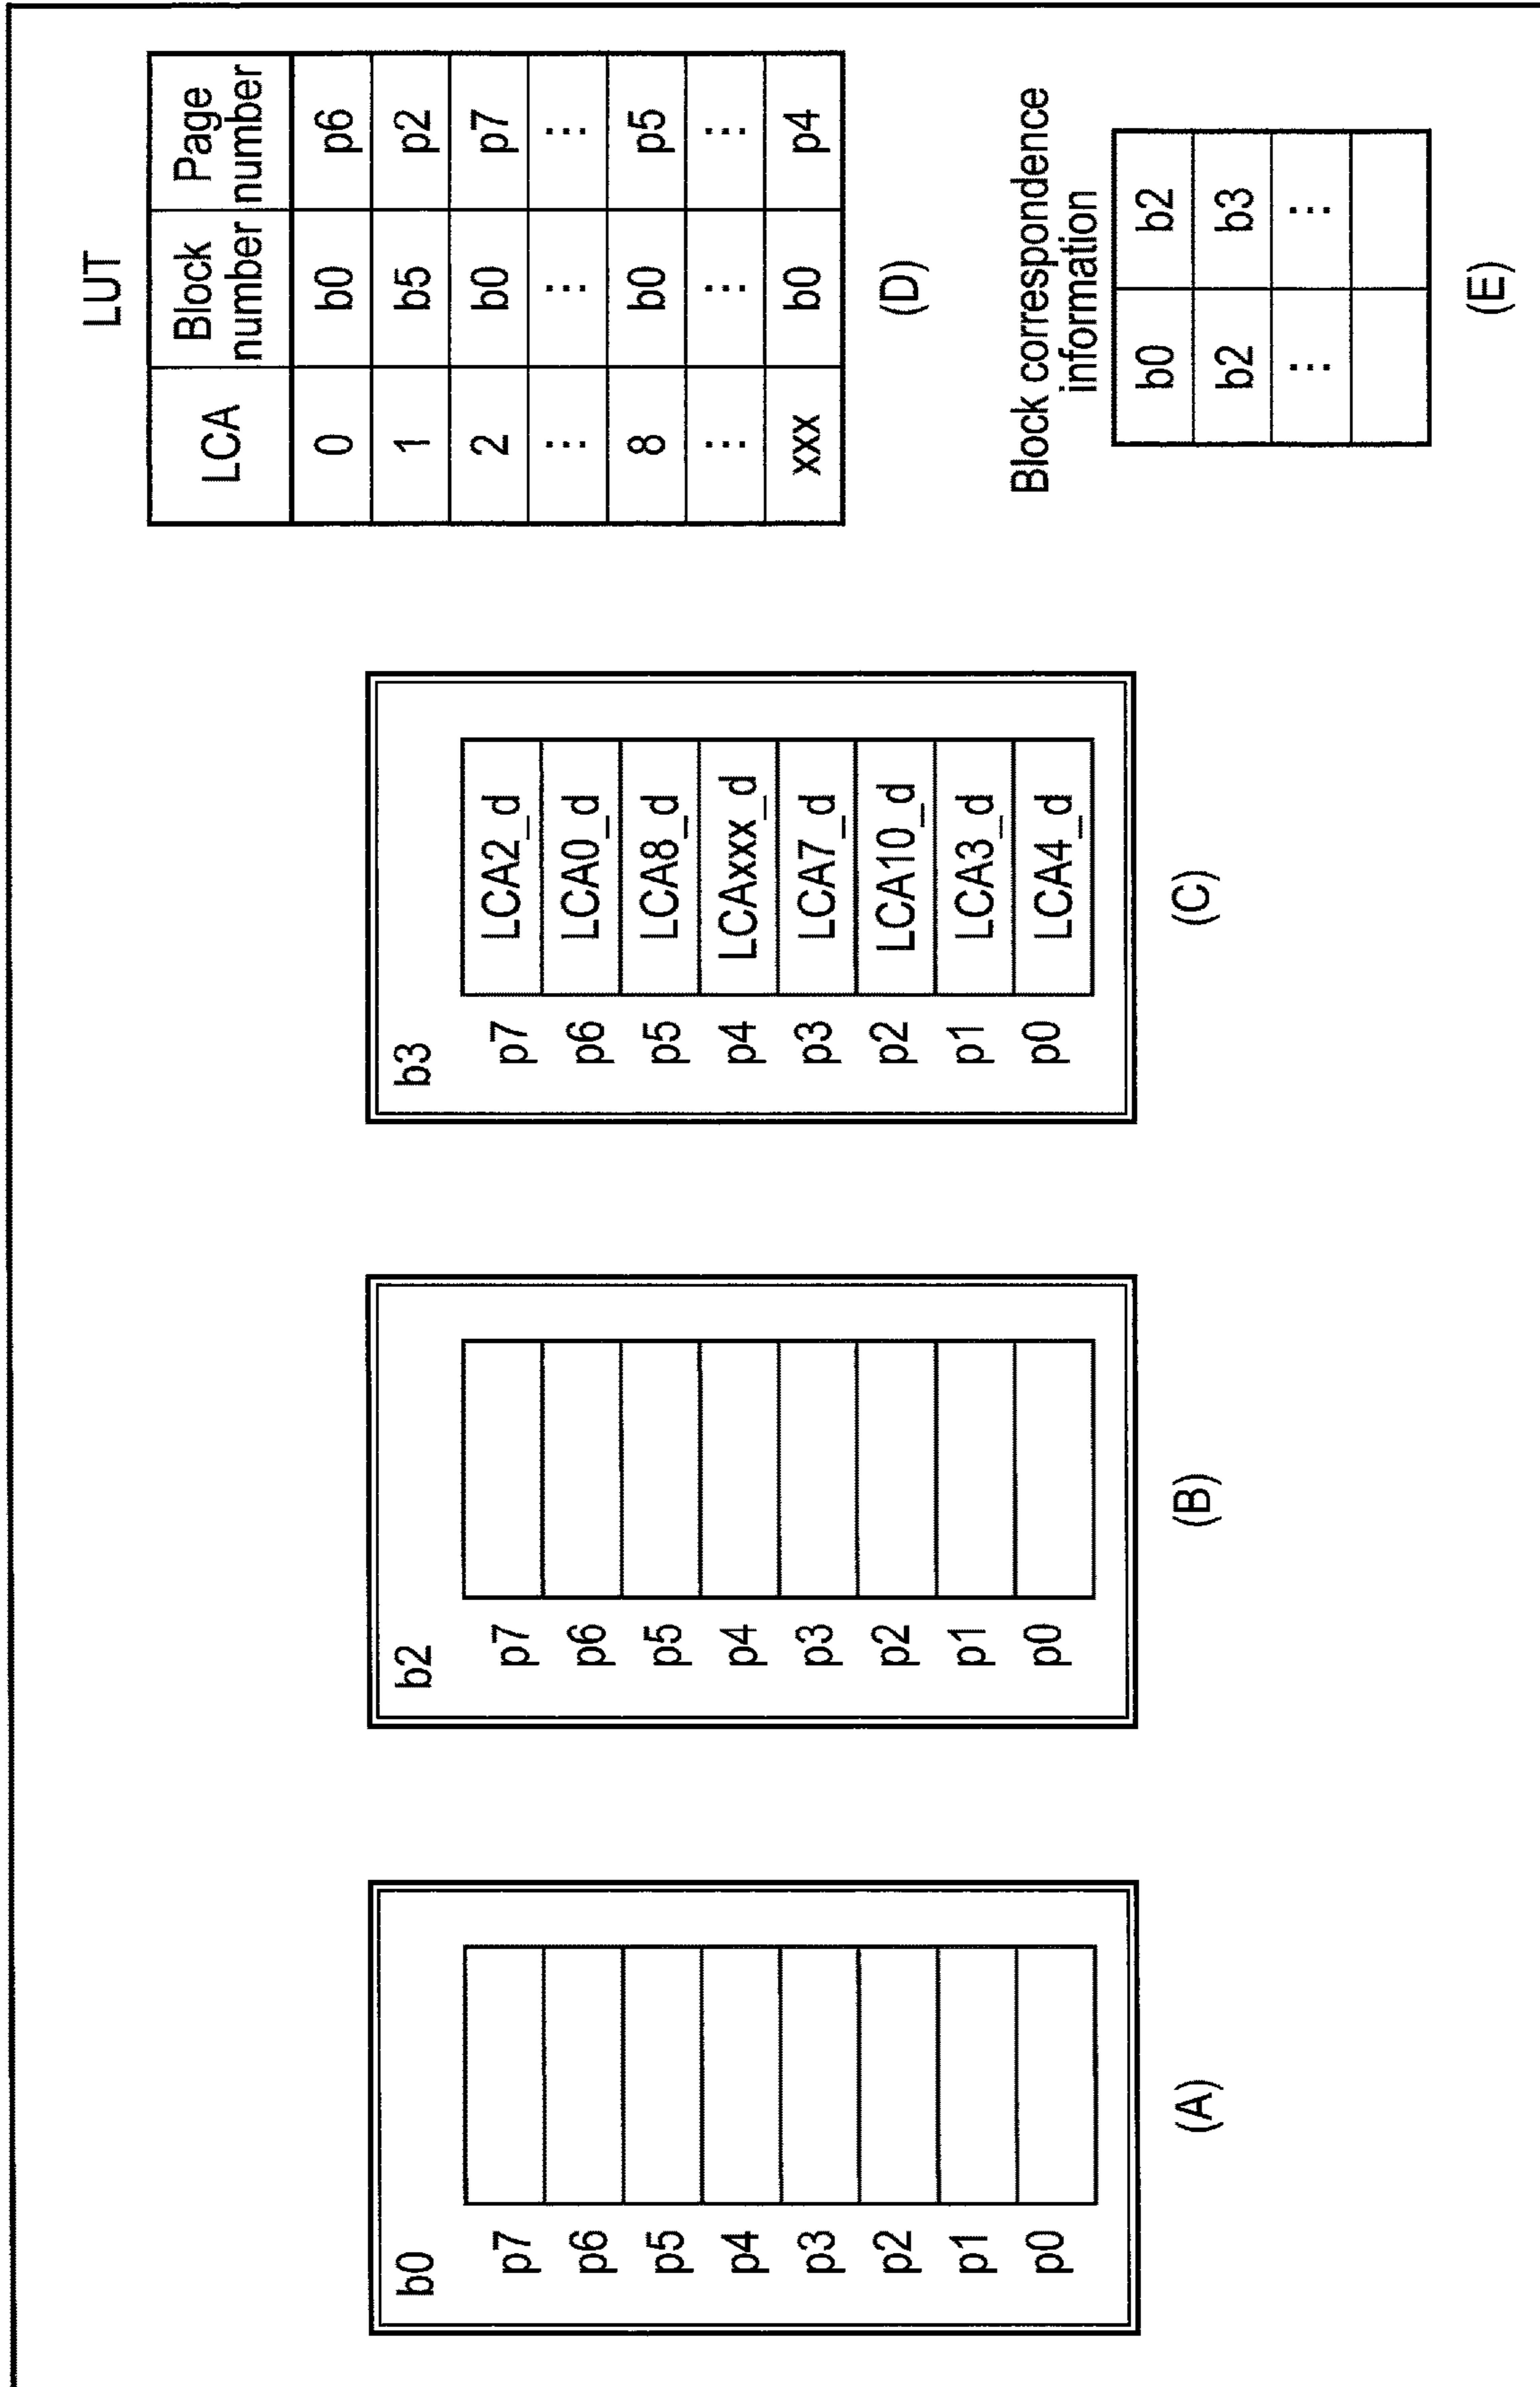 b0
p7
p6
p5
p4
p3
p2
p1
p0
(A)
b2
p7
p6
p5
p4
p3
p2
p1
p0
(B)
b3
p7 LCA2_d
p6 LCA0_d
p5 LCA8_d
p4 LCAxxx_d
p3 LCA7_d
p2 LCA10_d
p1 LCA3_d
p0 LCA4_d
(C)
LUT
LCA Block number Page number
0 b0 p6
1 b5 p2
2 b0 p7
... ... ...
8 b0 p5
... ... ...
xxx b0 p4
(D)
Block correspondence
information
b0 b2
b2 b3
... ...
(E)